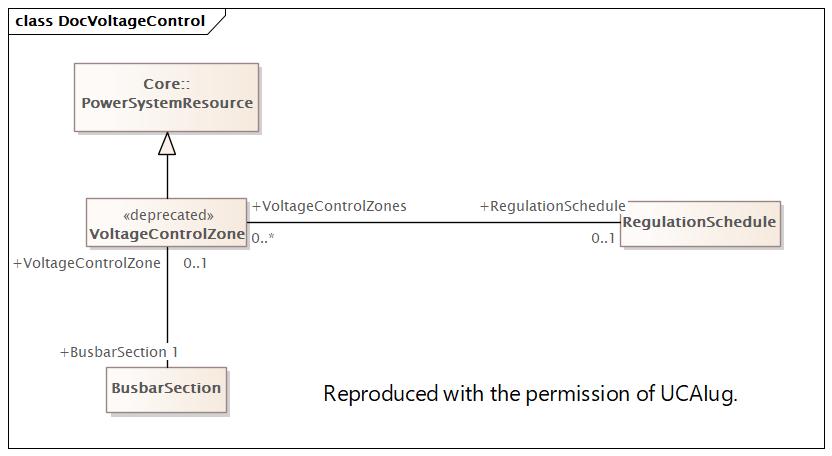 class DocVoltageControl
Core::
PowerSystemResource
«deprecated»
VoltageControlZone
+VoltageControlZones
+RegulationSchedule
0..*
0..1
RegulationSchedule
+VoltageControlZone
0..1
+BusbarSection 1
BusbarSection
Reproduced with the permission of UCAIug.